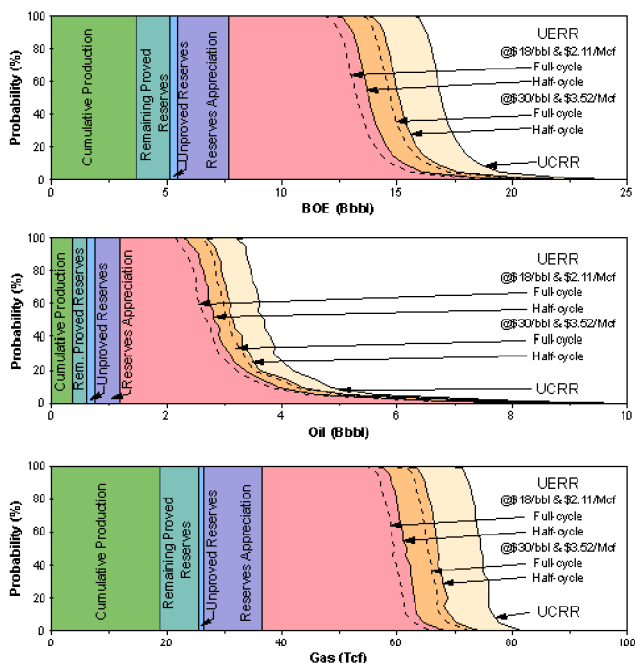 Probability (%)
100
80
60
40
20
0
Cumulative Production
Remaining Proved
Reserves
Unproved Reserves
Reserves Appreciation
UERR
@$18/bbl & $2.11/Mcf
Full-cycle
Half-cycle
@$30/bbl & $3.52/Mcf
Full-cycle
Half-cycle
UCRR
0 5 10 15 20 25
BOE (Bbbl)
Probability (%)
100
80
60
40
20
0
Cumulative Production
Rem. Proved Reserves
Unproved Reserves
Reserves Appreciation
UERR
@$18/bbl & $2.11/Mcf
Full-cycle
Half-cycle
@$30/bbl & $3.52/Mcf
Full-cycle
Half-cycle
UCRR
0 2 4 6 8 10
Oil (Bbbl)
Probability (%)
100
80
60
40
20
0
Cumulative Production
Remaining Proved
Reserves
Unproved Reserves
Reserves Appreciation
UERR
@$18/bbl & $2.11/Mcf
Full-cycle
Half-cycle
@$30/bbl & $3.52/Mcf
Full-cycle
Half-cycle
UCRR
0 20 40 60 80 100
Gas (Tcf)